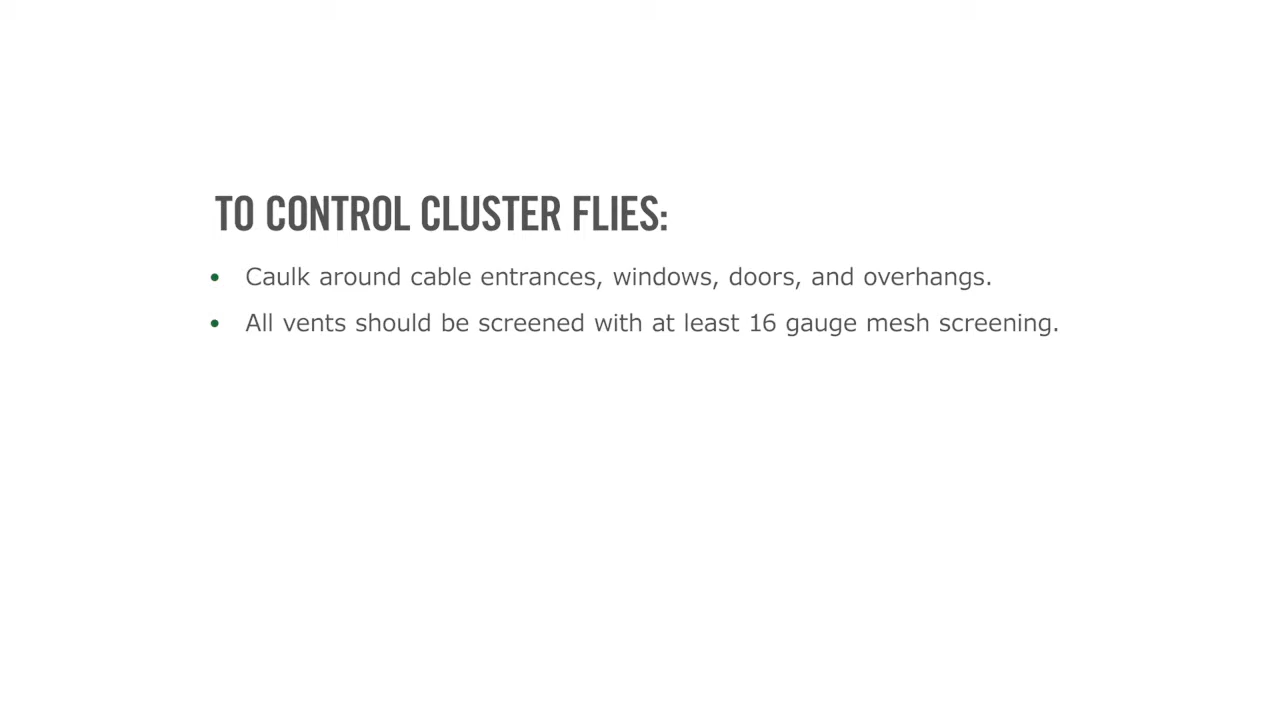 TO CONTROL CLUSTER FLIES:
• Caulk around cable entrances, windows, doors, and overhangs.
• All vents should be screened with at least 16 gauge mesh screening.